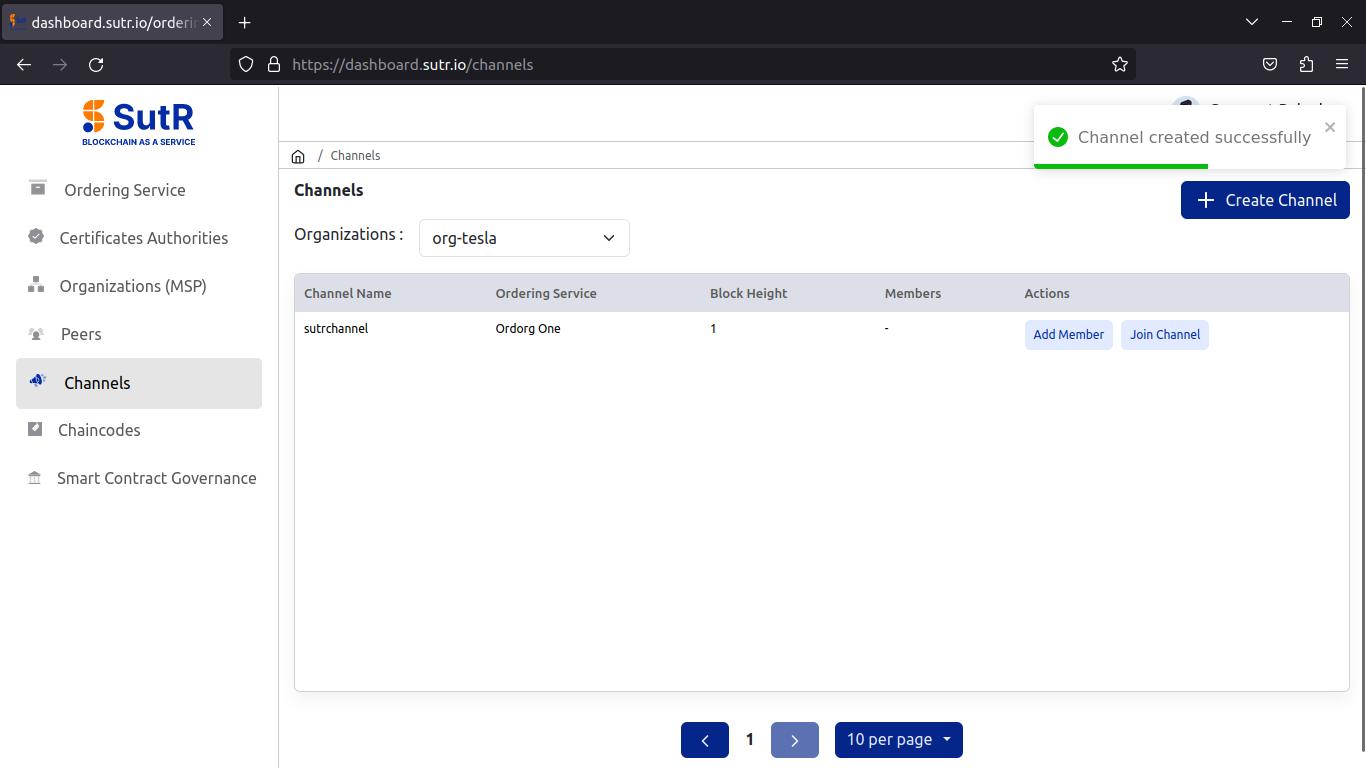 dashboard.sutr.io/orderin
https://dashboard.sutr.io/channels
SutR
BLOCKCHAIN AS A SERVICE
Channel created successfully
/ Channels
Ordering Service
Channels
Create Channel
Certificates Authorities
Organizations : org-tesla
Organizations (MSP)
Channel Name Ordering Service Block Height Members Actions
sutrchannel Ordorg One 1 - Add Member Join Channel
Peers
Channels
Chaincodes
Smart Contract Governance
1 10 per page